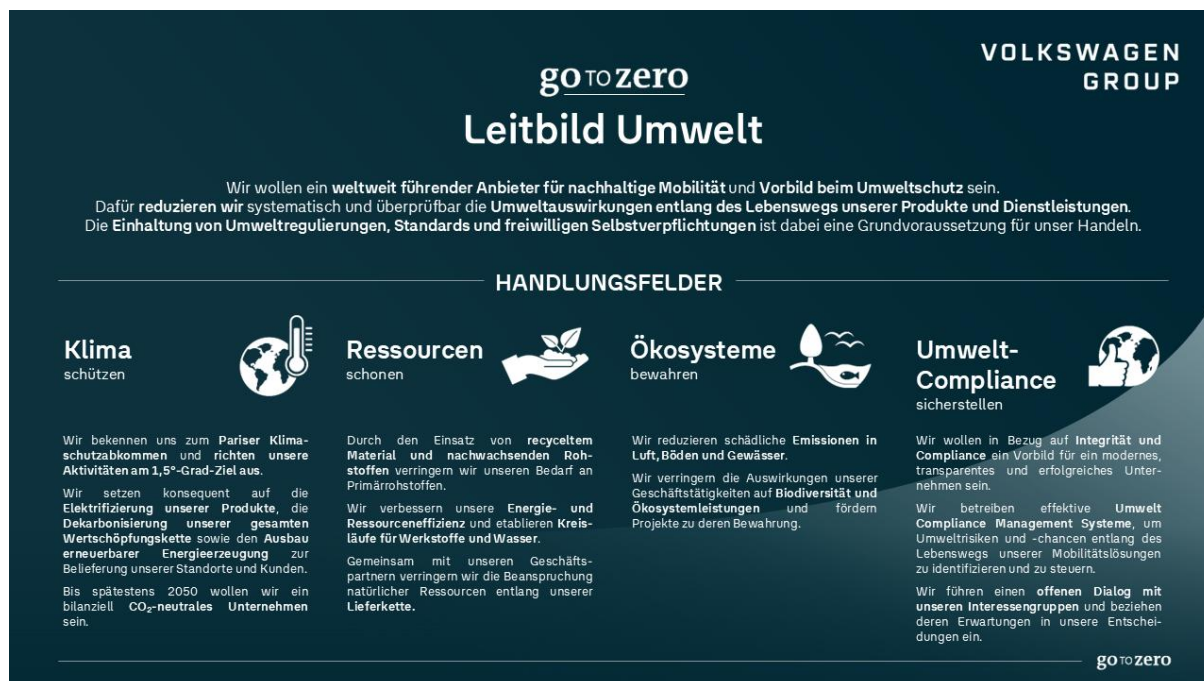 VOLKSWAGEN
GROUP
go TO zero
Leitbild Umwelt
Wir wollen ein weltweit führender Anbieter für nachhaltige Mobilität und Vorbild beim Umweltschutz sein.
Dafür reduzieren wir systematisch und überprüfbar die Umweltauswirkungen entlang des Lebenswegs unserer Produkte und Dienstleistungen.
Die Einhaltung von Umweltregulierungen, Standards und freiwilligen Selbstverpflichtungen ist dabei eine Grundvoraussetzung für unser Handeln.
HANDLUNGSFELDER
Klima
schützen
Wir bekennen uns zum Pariser Klima-
schutzabkommen und richten unsere
Aktivitäten am 1,5°-Grad-Ziel aus.
Wir setzen konsequent auf die
Elektrifizierung unserer Produkte, die
Dekarbonisierung unserer gesamten
Wertschöpfungskette sowie den Ausbau
erneuerbarer Energieerzeugung zur
Belieferung unserer Standorte und Kunden.
Bis spätestens 2050 wollen wir ein
bilanziell CO₂-neutrales Unternehmen
sein.
Ressourcen
schonen
Durch den Einsatz von recyceltem
Material und nachwachsenden Roh-
stoffen verringern wir unseren Bedarf an
Primärrohstoffen.
Wir verbessern unsere Energie- und
Ressourceneffizienz und etablieren Kreis-
läufe für Werkstoffe und Wasser.
Gemeinsam mit unseren Geschäfts-
partnern verringern wir die Beanspruchung
natürlicher Ressourcen entlang unserer
Lieferkette.
Ökosysteme
bewahren
Wir reduzieren schädliche Emissionen in
Luft, Böden und Gewässer.
Wir verringern die Auswirkungen unserer
Geschäftstätigkeiten auf Biodiversität und
Ökosystemleistungen und fördern
Projekte zu deren Bewahrung.
Umwelt-
Compliance
sicherstellen
Wir wollen in Bezug auf Integrität und
Compliance ein Vorbild für ein modernes,
transparentes und erfolgreiches Unter-
nehmen sein.
Wir betreiben effektive Umwelt
Compliance Management Systeme, um
Umweltrisiken und -chancen entlang des
Lebenswegs unserer Mobilitätslösungen
zu identifizieren und zu steuern.
Wir führen einen offenen Dialog mit
unseren Interessengruppen und beziehen
deren Erwartungen in unsere Entschei-
dungen ein.
go TO zero